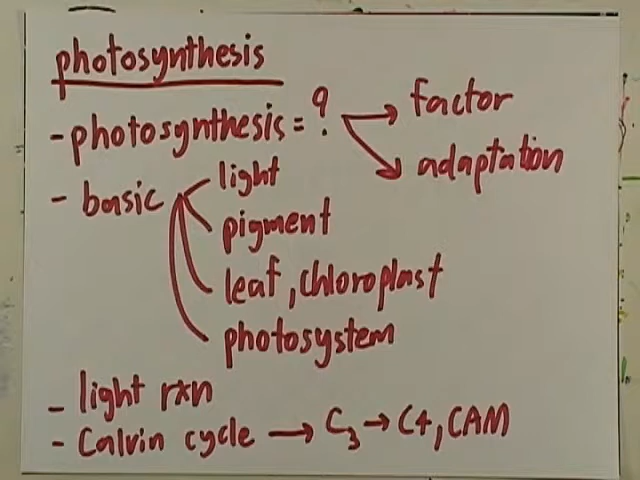 photosynthesis
- photosynthesis = ? → factor
→ adaptation
- basic light
pigment
leaf, chloroplast
photosystem
- light rxn
- Calvin cycle → C₃ → C4, CAM